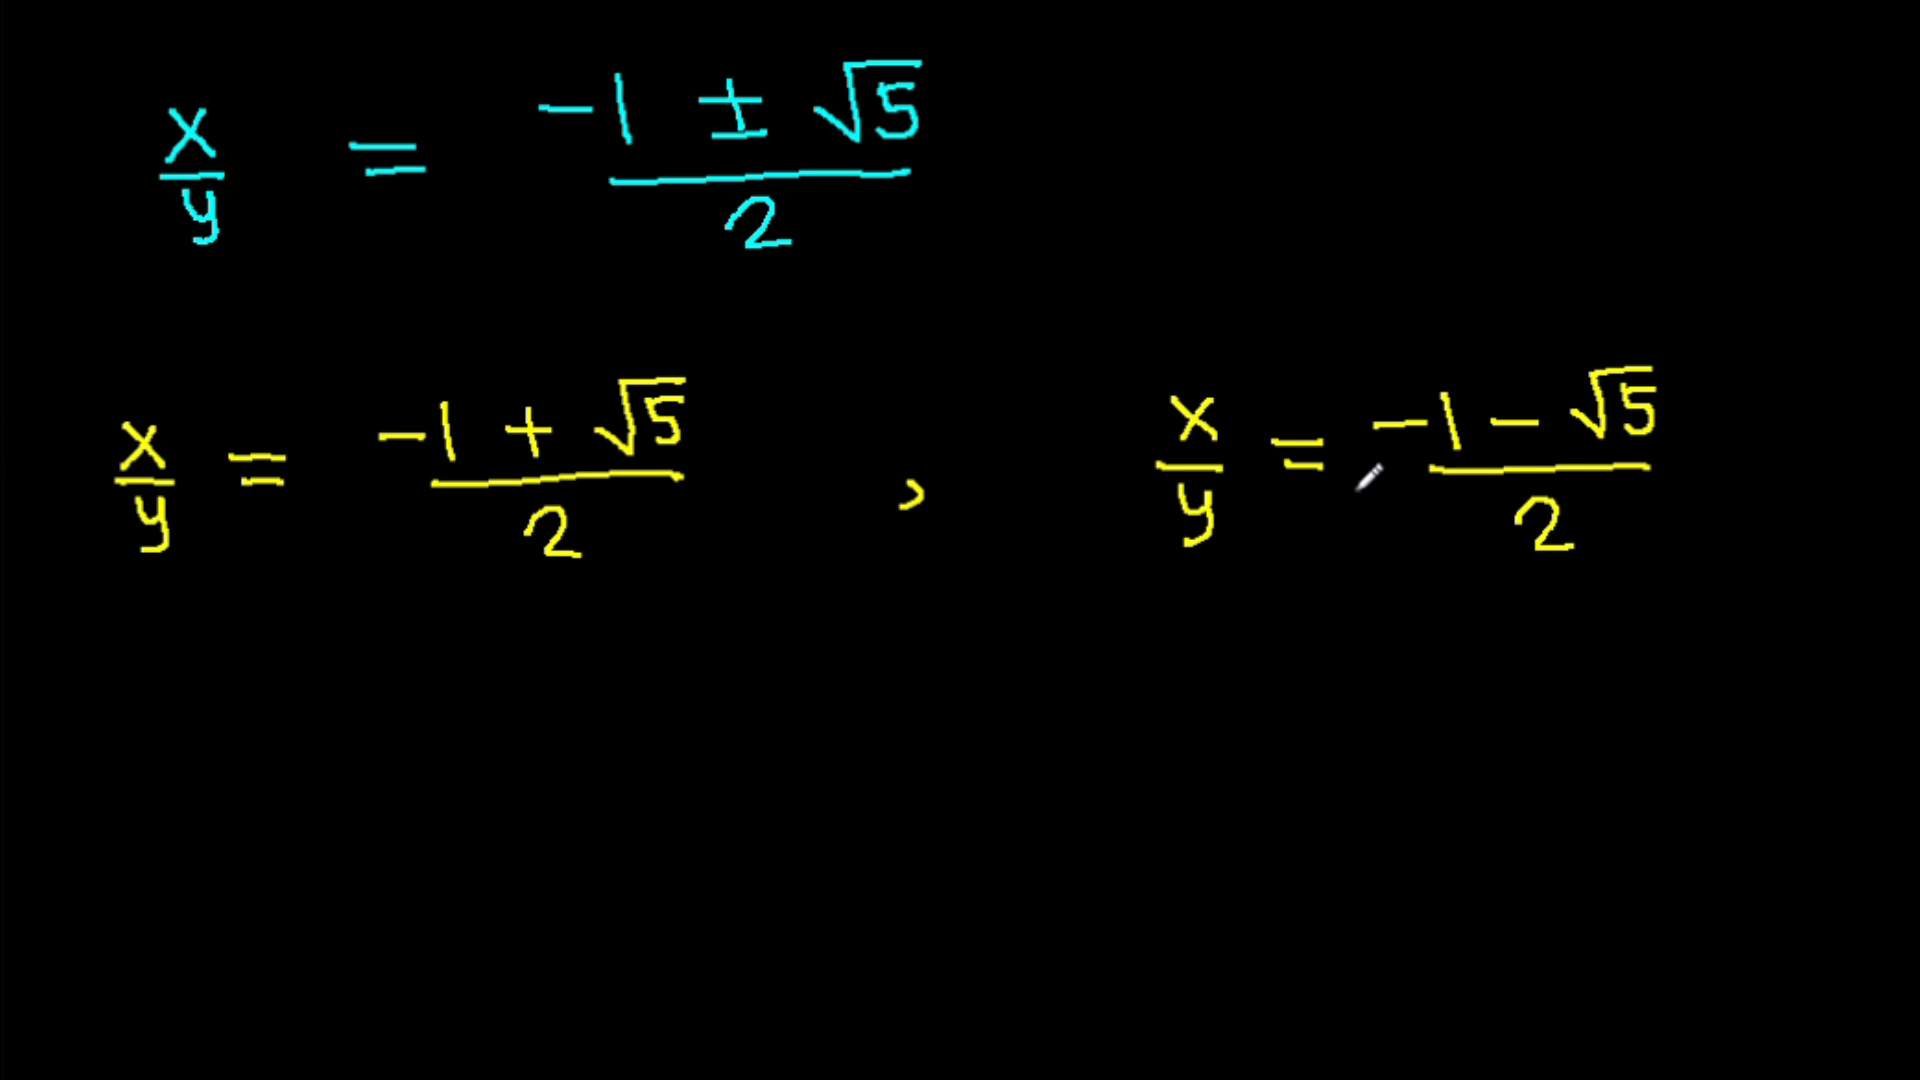 x/y = (-1 ± √5)/2
x/y = (-1 + √5)/2 , x/y = (-1 - √5)/2